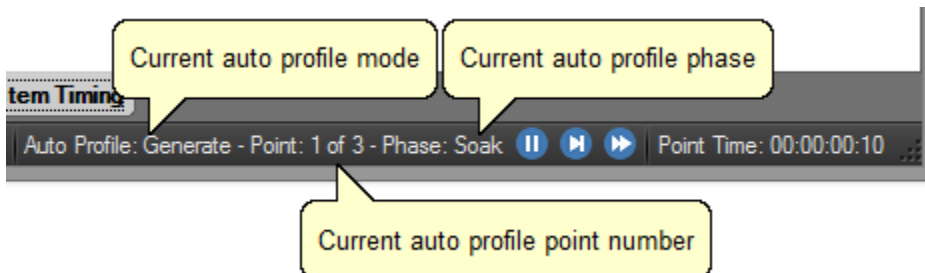 Current auto profile mode
Current auto profile phase
tem Timing
Auto Profile: Generate - Point: 1 of 3 - Phase: Soak
Point Time: 00:00:00:10
Current auto profile point number